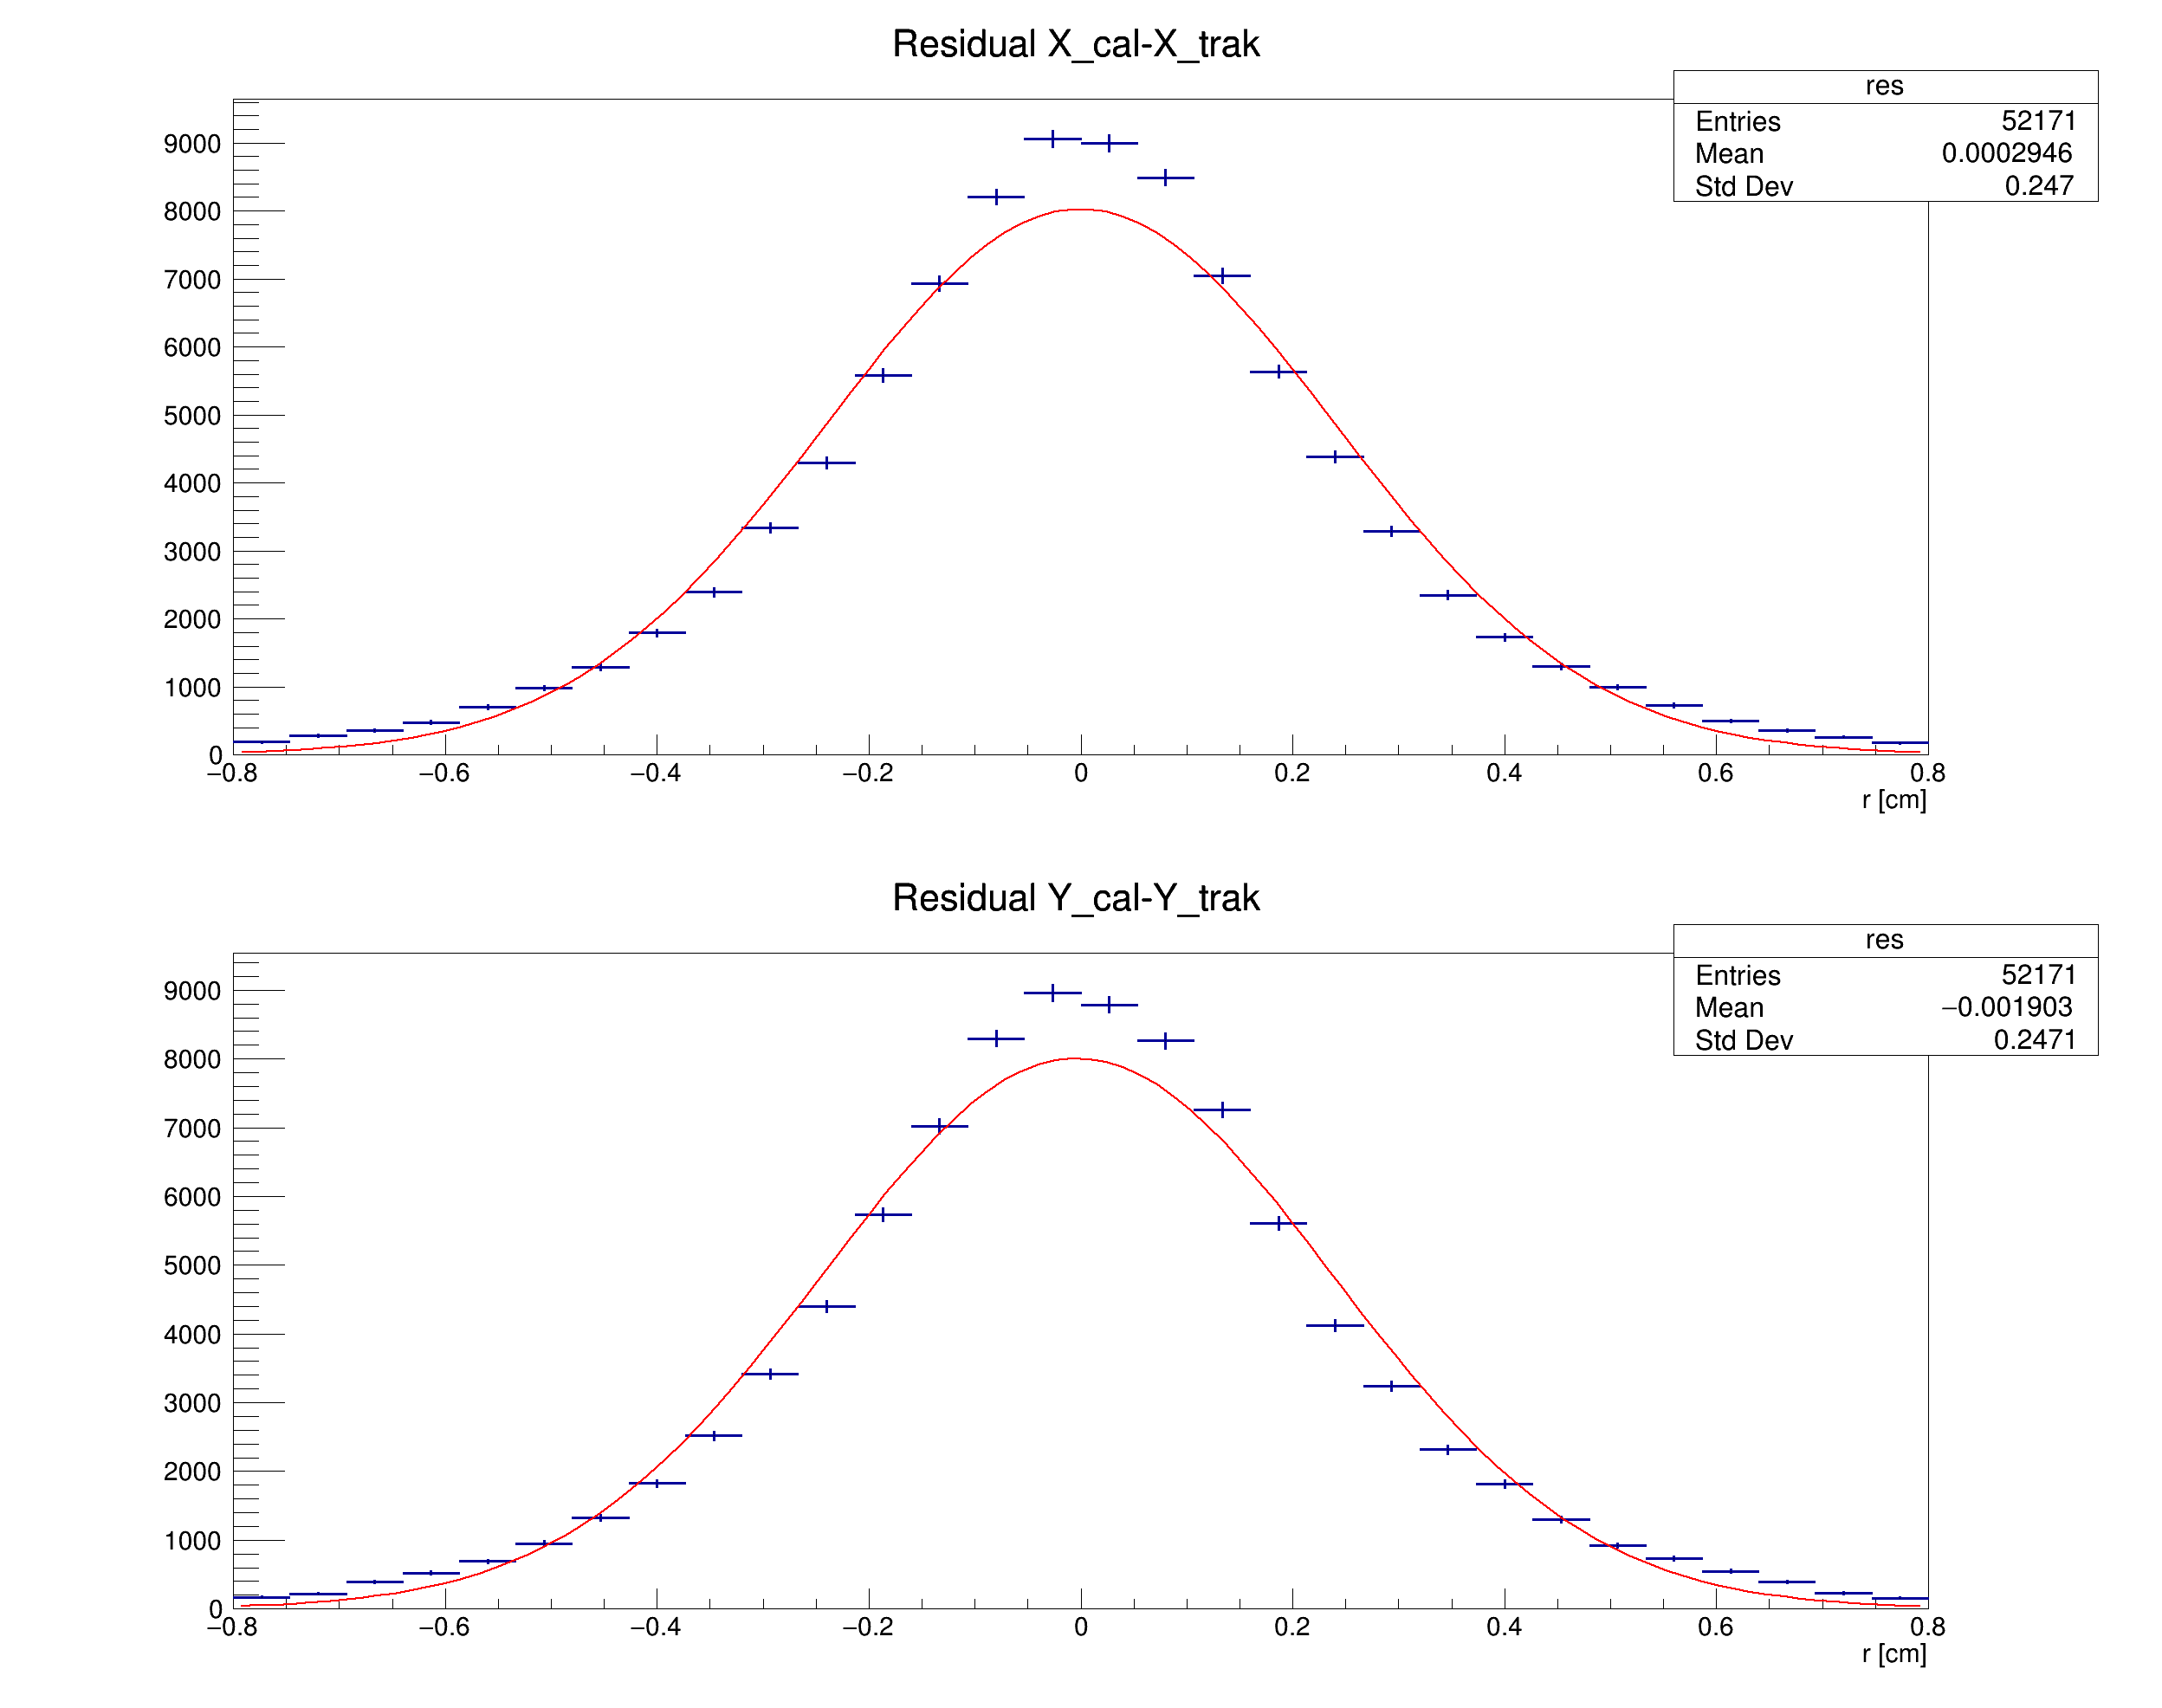 Residual X_cal-X_trak
res
Entries 52171
Mean 0.0002946
Std Dev 0.247
9000
8000
7000
6000
5000
4000
3000
2000
1000
0
−0.8 −0.6 −0.4 −0.2 0 0.2 0.4 0.6 0.8
r [cm]
Residual Y_cal-Y_trak
res
Entries 52171
Mean −0.001903
Std Dev 0.2471
9000
8000
7000
6000
5000
4000
3000
2000
1000
0
−0.8 −0.6 −0.4 −0.2 0 0.2 0.4 0.6 0.8
r [cm]